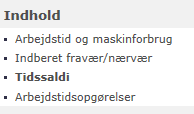 Indhold
Arbejdstid og maskinforbrug
Indberet fravær/nærvær
Tidssaldi
Arbejdstidsopgørelser